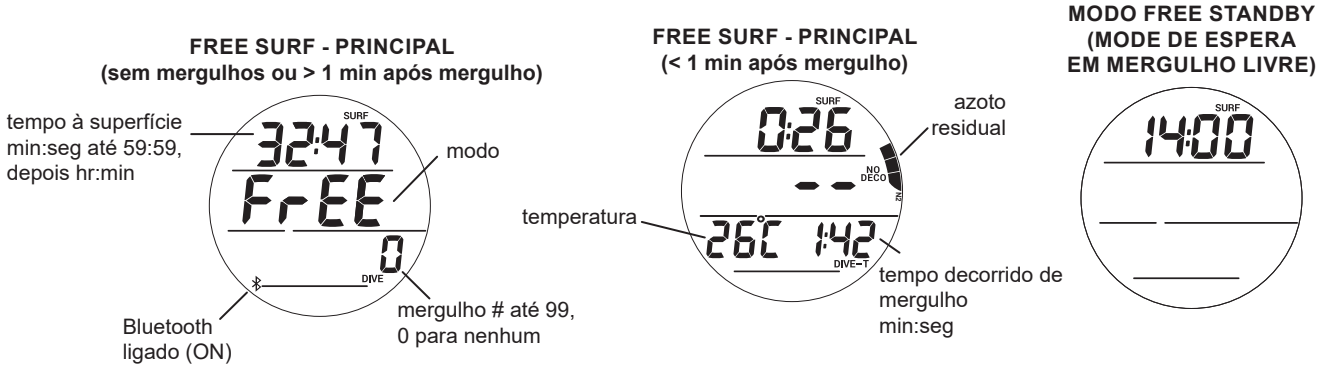 FREE SURF - PRINCIPAL
(sem mergulhos ou > 1 min após mergulho)
tempo à superfície
min:seg até 59:59,
depois hr:min
SURF
32:47
FrEE
modo
0
DIVE
Bluetooth
ligado (ON)
mergulho # até 99,
0 para nenhum
FREE SURF - PRINCIPAL
(< 1 min após mergulho)
SURF
0:26
azoto
residual
- -
NO
DECO
N2
temperatura
26°C 1:42
DIVE-T
tempo decorrido de
mergulho
min:seg
MODO FREE STANDBY
(MODE DE ESPERA
EM MERGULHO LIVRE)
SURF
14:00